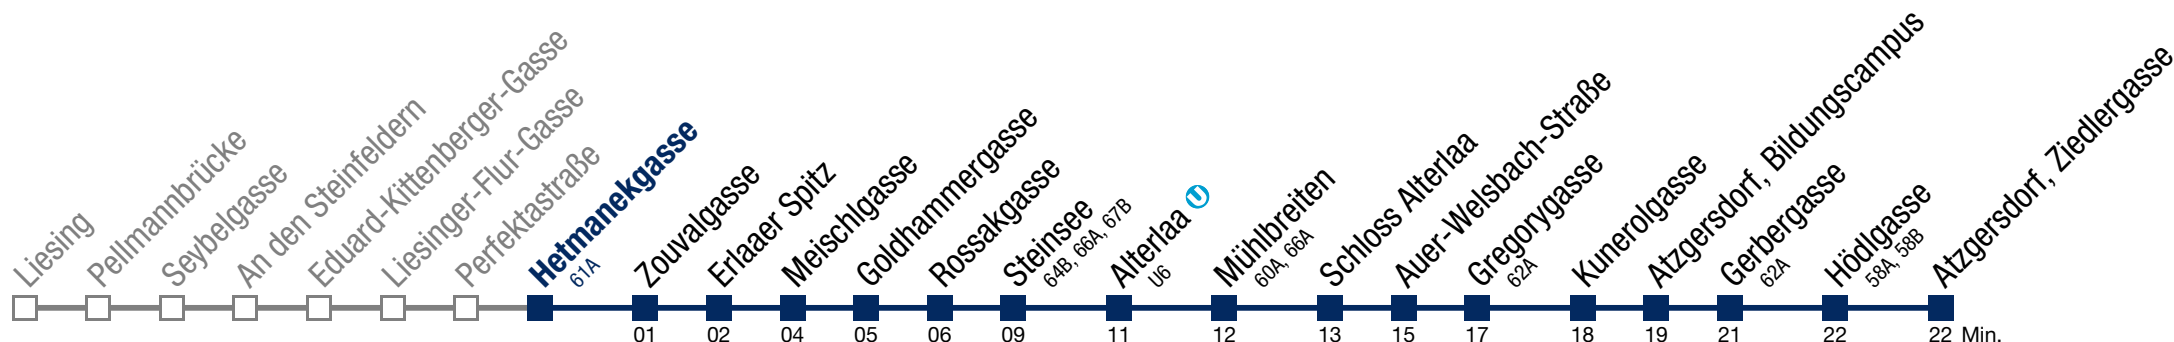 Liesing
Pellmannbrücke
Seybelgasse
An den Steinfeldern
Eduard-Kittenberger-Gasse
Liesinger-Flur-Gasse
Perfektastraße
Hetmanekgasse
61A
Zouvalgasse
Erlaaer Spitz
Meischlgasse
Goldhammergasse
Rossakgasse
Steinsee
64B, 66A, 67B
Alterlaa U
U6
Mühlbreiten
60A, 66A
Schloss Alterlaa
Auer-Welsbach-Straße
Gregorygasse
62A
Kunerolgasse
Atzgersdorf, Bildungscampus
Gerbergasse
62A
Hödlgasse
58A, 58B
Atzgersdorf, Ziedlergasse
01 02 04 05 06 09 11 12 13 15 17 18 19 21 22 22 Min.